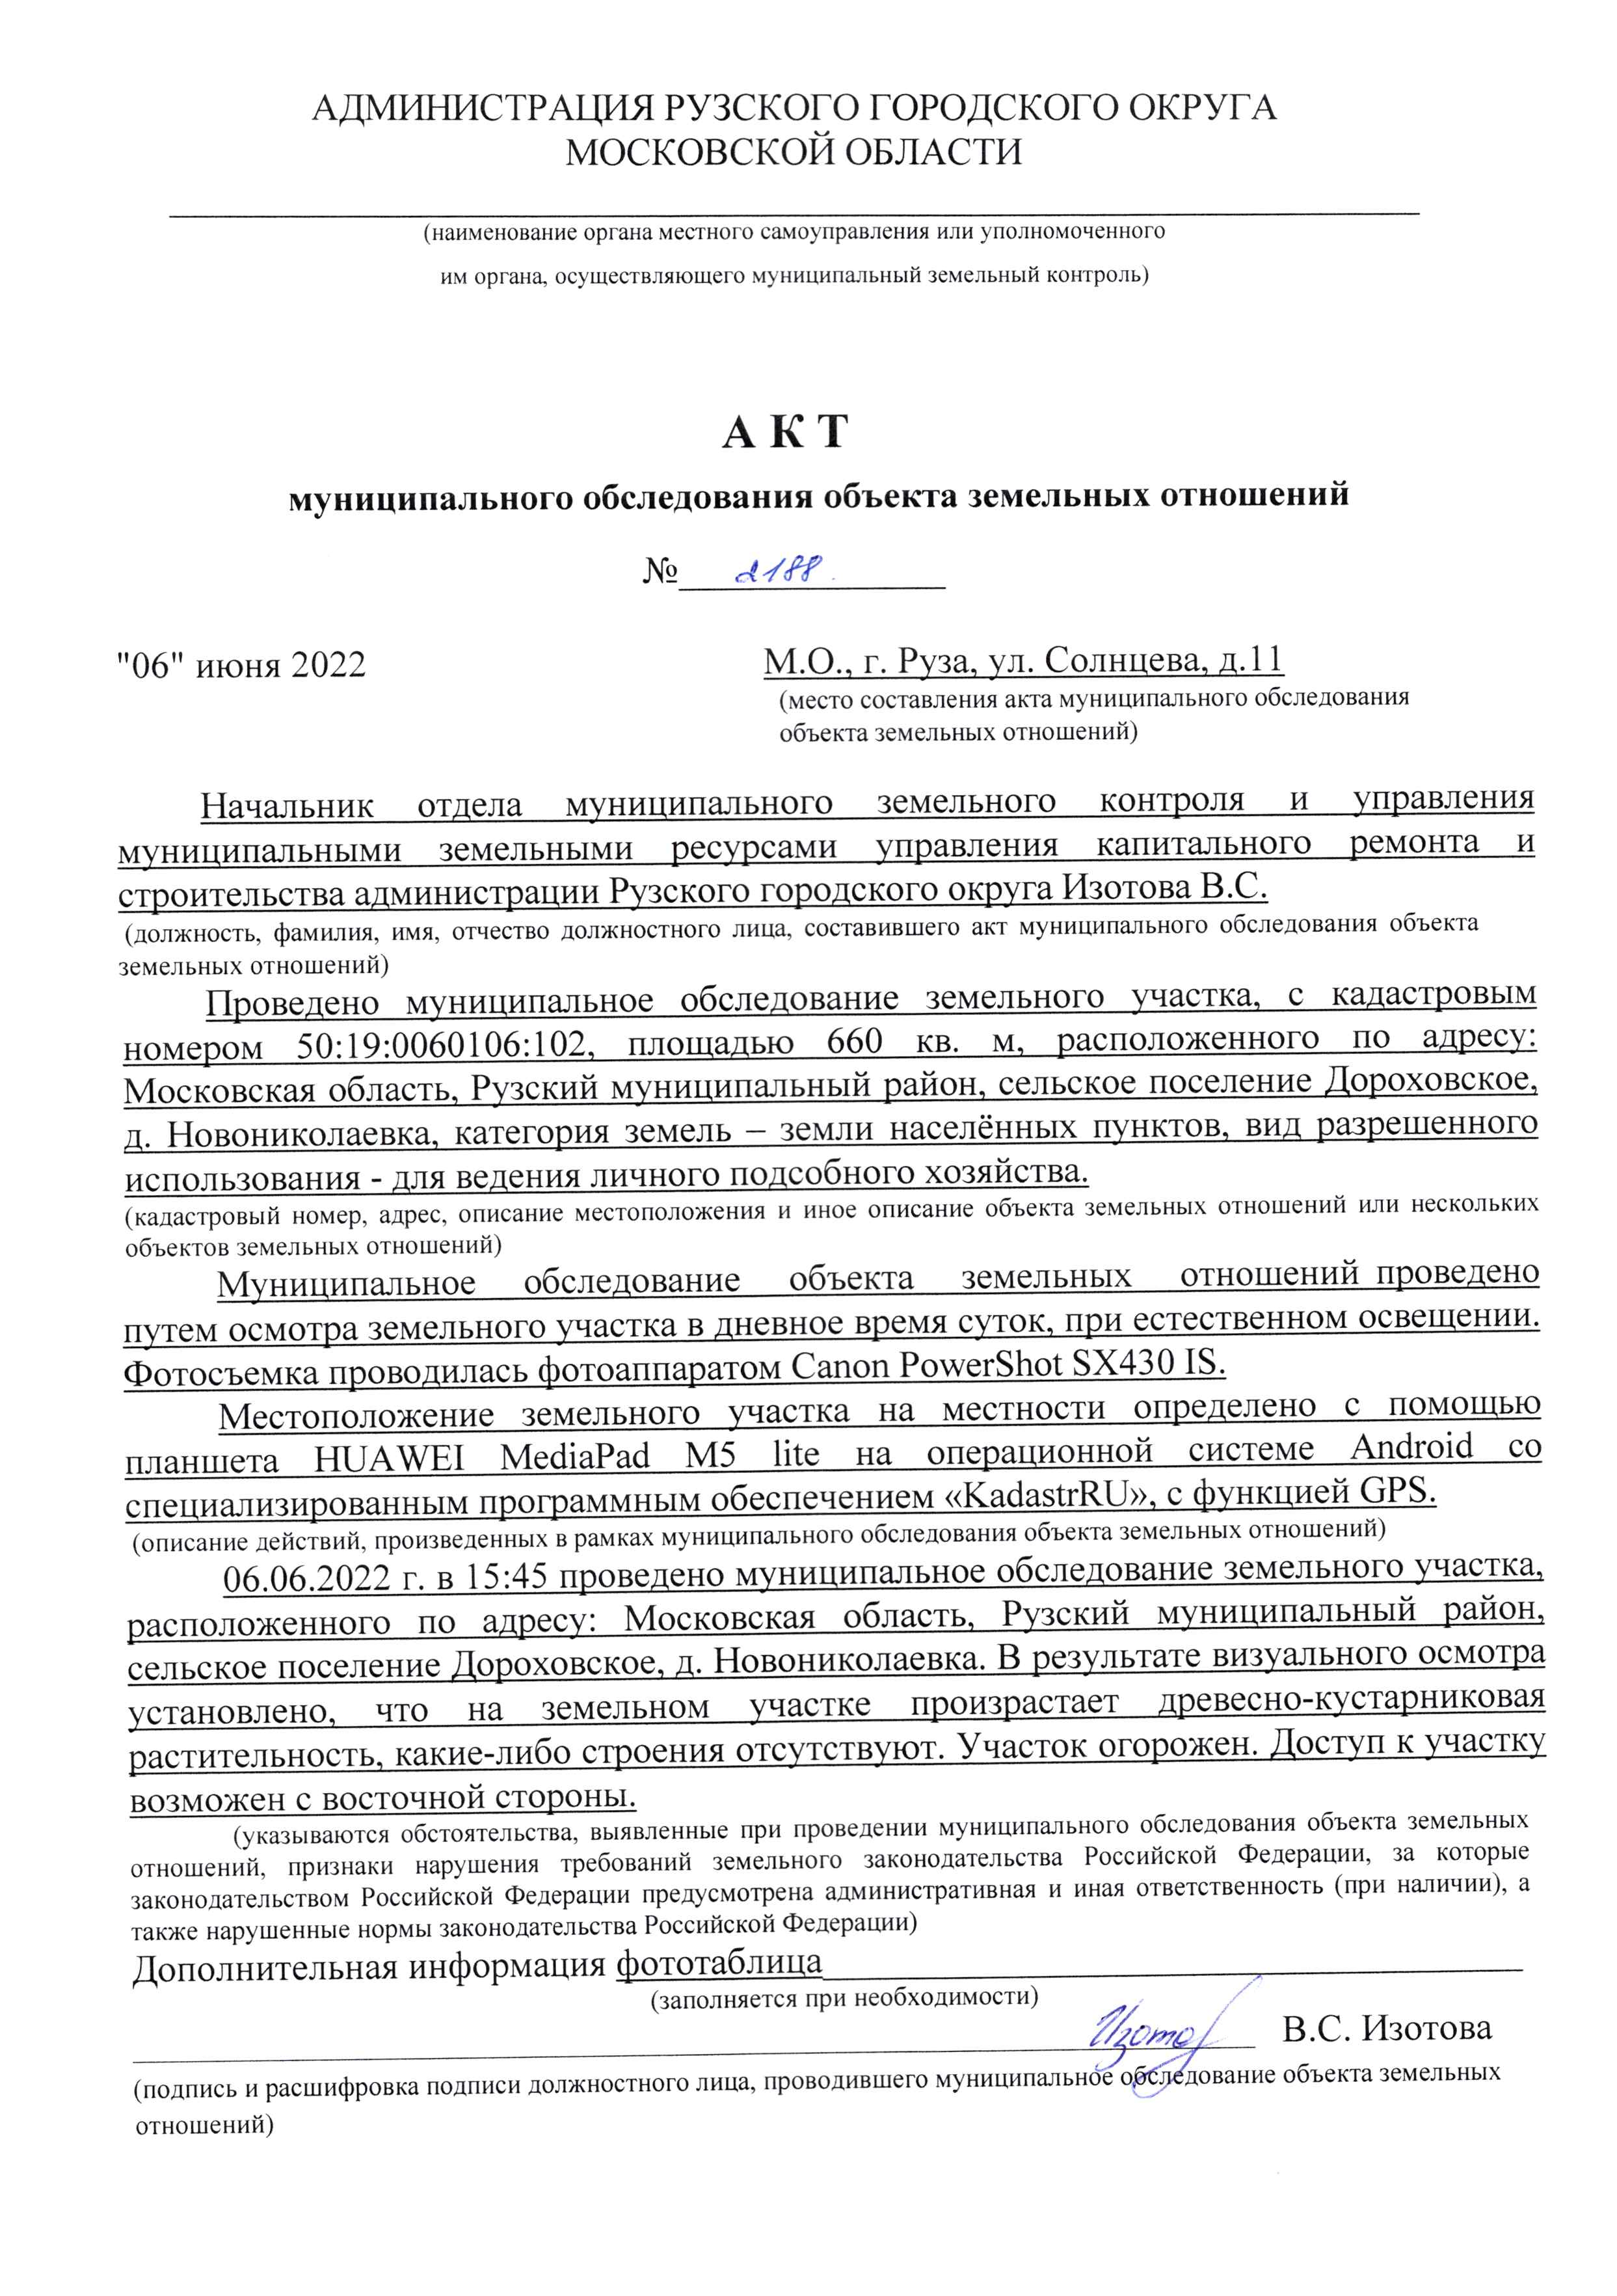 АДМИНИСТРАЦИЯ РУЗСКОГО ГОРОДСКОГО ОКРУГА
МОСКОВСКОЙ ОБЛАСТИ
(наименование органа местного самоуправления или уполномоченного
им органа, осуществляющего муниципальный земельный контроль)
А К Т
муниципального обследования объекта земельных отношений
№ 2188
"06" июня 2022 М.О., г. Руза, ул. Солнцева, д.11
(место составления акта муниципального обследования
объекта земельных отношений)
Начальник отдела муниципального земельного контроля и управления
муниципальными земельными ресурсами управления капитального ремонта и
строительства администрации Рузского городского округа Изотова В.С.
(должность, фамилия, имя, отчество должностного лица, составившего акт муниципального обследования объекта
земельных отношений)
Проведено муниципальное обследование земельного участка, с кадастровым
номером 50:19:0060106:102, площадью 660 кв. м, расположенного по адресу:
Московская область, Рузский муниципальный район, сельское поселение Дороховское,
д. Новониколаевка, категория земель – земли населённых пунктов, вид разрешенного
использования - для ведения личного подсобного хозяйства.
(кадастровый номер, адрес, описание местоположения и иное описание объекта земельных отношений или нескольких
объектов земельных отношений)
Муниципальное обследование объекта земельных отношений проведено
путем осмотра земельного участка в дневное время суток, при естественном освещении.
Фотосъемка проводилась фотоаппаратом Canon PowerShot SX430 IS.
Местоположение земельного участка на местности определено с помощью
планшета HUAWEI MediaPad M5 lite на операционной системе Android со
специализированным программным обеспечением «KadastrRU», с функцией GPS.
(описание действий, произведенных в рамках муниципального обследования объекта земельных отношений)
06.06.2022 г. в 15:45 проведено муниципальное обследование земельного участка,
расположенного по адресу: Московская область, Рузский муниципальный район,
сельское поселение Дороховское, д. Новониколаевка. В результате визуального осмотра
установлено, что на земельном участке произрастает древесно-кустарниковая
растительность, какие-либо строения отсутствуют. Участок огорожен. Доступ к участку
возможен с восточной стороны.
(указываются обстоятельства, выявленные при проведении муниципального обследования объекта земельных
отношений, признаки нарушения требований земельного законодательства Российской Федерации, за которые
законодательством Российской Федерации предусмотрена административная и иная ответственность (при наличии), а
также нарушенные нормы законодательства Российской Федерации)
Дополнительная информация фототаблица
(заполняется при необходимости)
Изото В.С. Изотова
(подпись и расшифровка подписи должностного лица, проводившего муниципальное обследование объекта земельных
отношений)